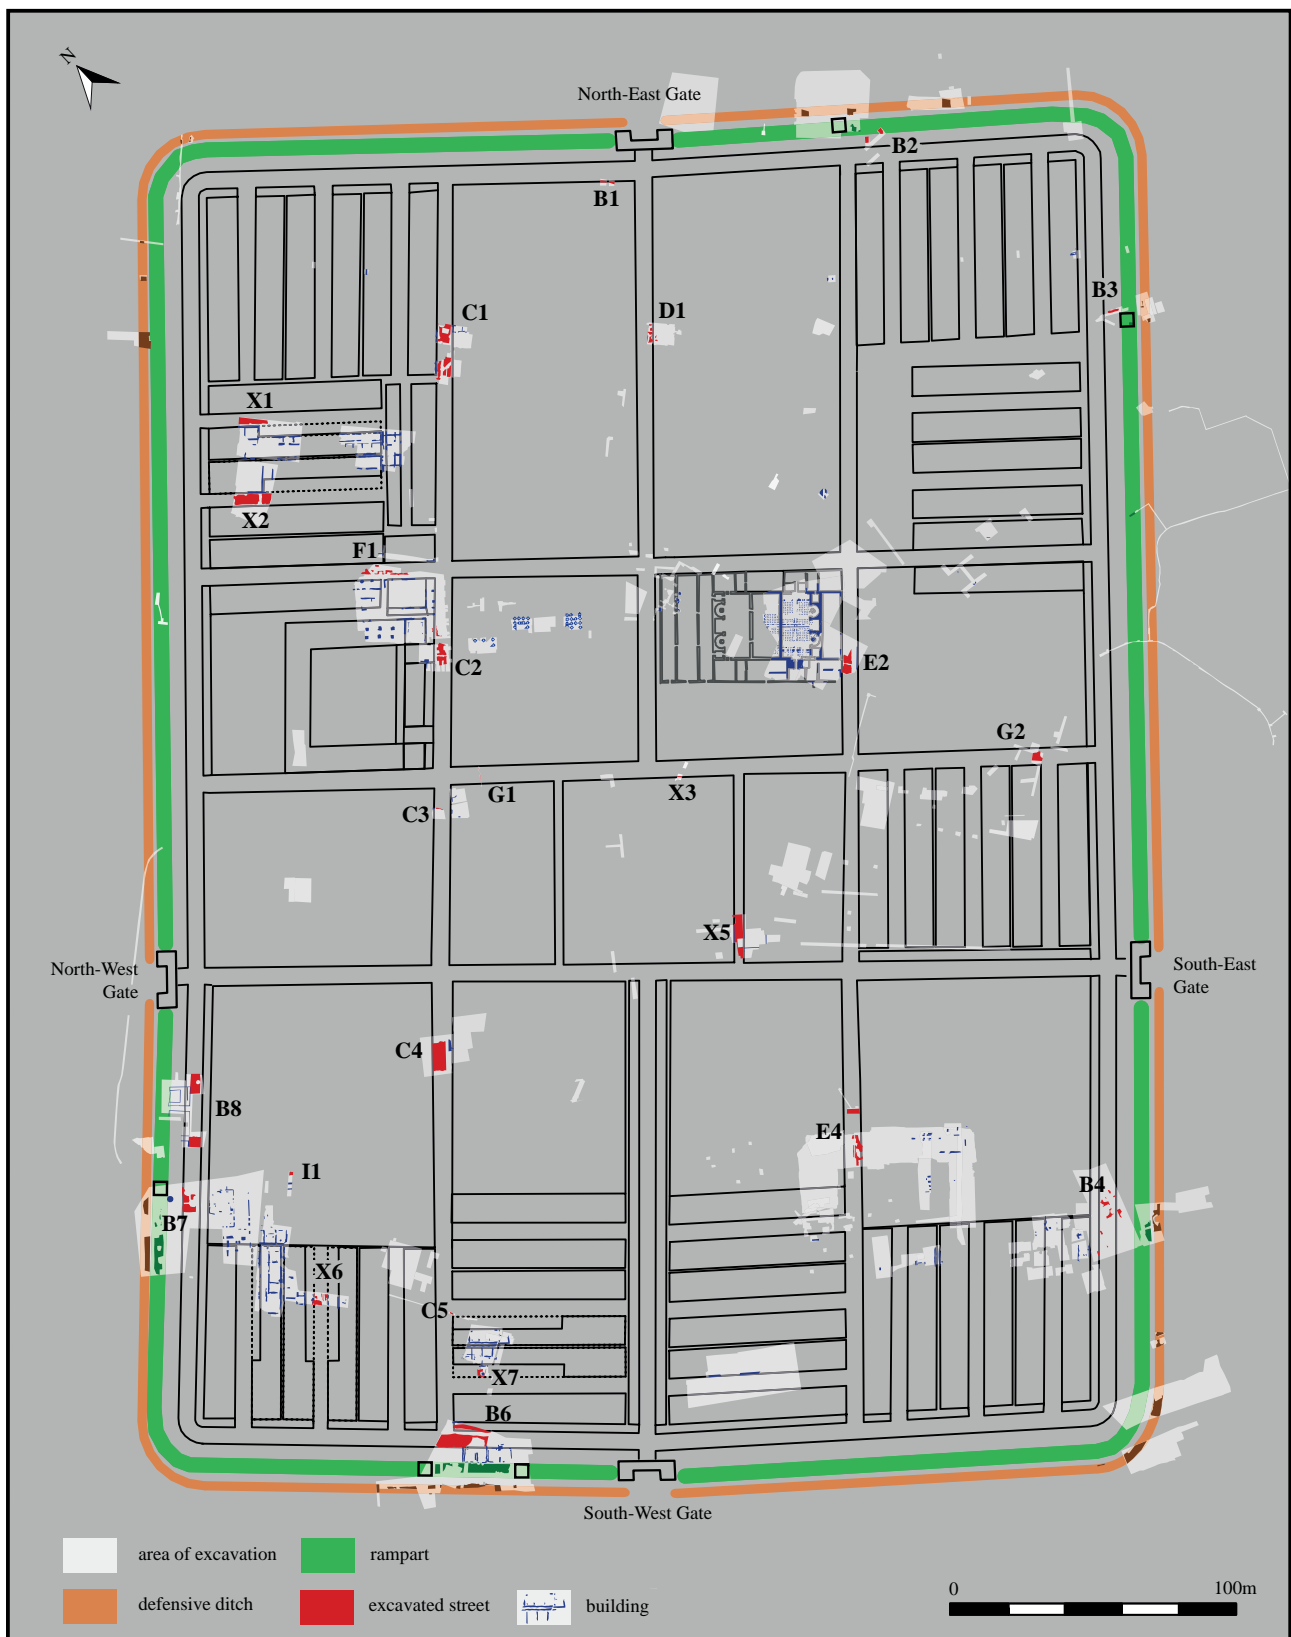 N
North-East Gate
B2
B1
B3
C1
D1
X1
X2
F1
C2
E2
G2
G1
X3
C3
X5
North-West
Gate
South-East
Gate
C4
B8
E4
I1
B4
B7
X6
C5
X7
B6
South-West Gate
area of excavation
rampart
defensive ditch
excavated street
building
0
100m